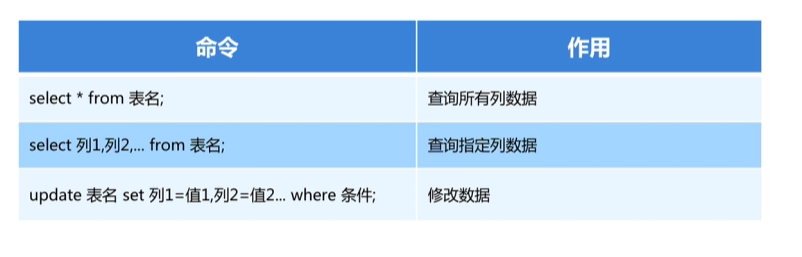 命令 作用
select * from 表名; 查询所有列数据
select 列1,列2,... from 表名; 查询指定列数据
update 表名 set 列1=值1,列2=值2... where 条件; 修改数据